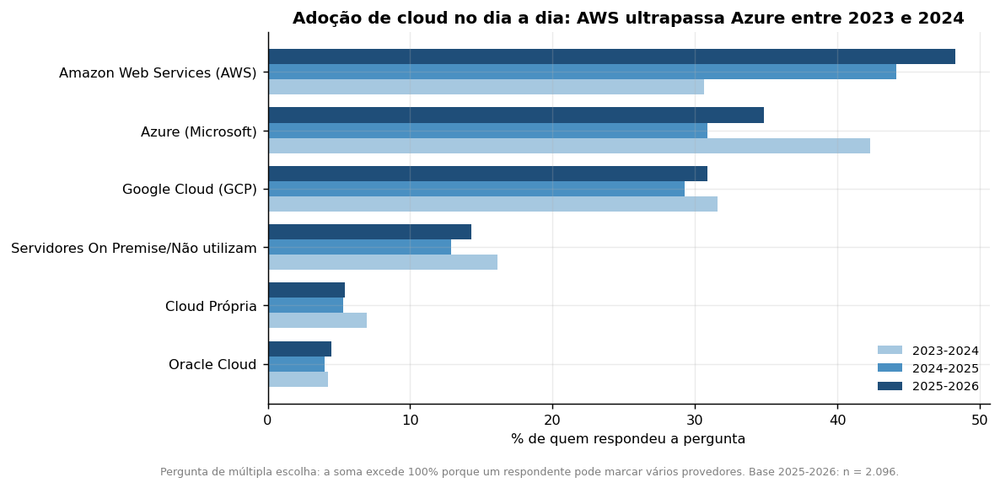 Adoção de cloud no dia a dia: AWS ultrapassa Azure entre 2023 e 2024
Amazon Web Services (AWS)
Azure (Microsoft)
Google Cloud (GCP)
Servidores On Premise/Não utilizam
Cloud Própria
Oracle Cloud
2023-2024
2024-2025
2025-2026
0 10 20 30 40 50
% de quem respondeu a pergunta
Pergunta de múltipla escolha: a soma excede 100% porque um respondente pode marcar vários provedores. Base 2025-2026: n = 2.096.